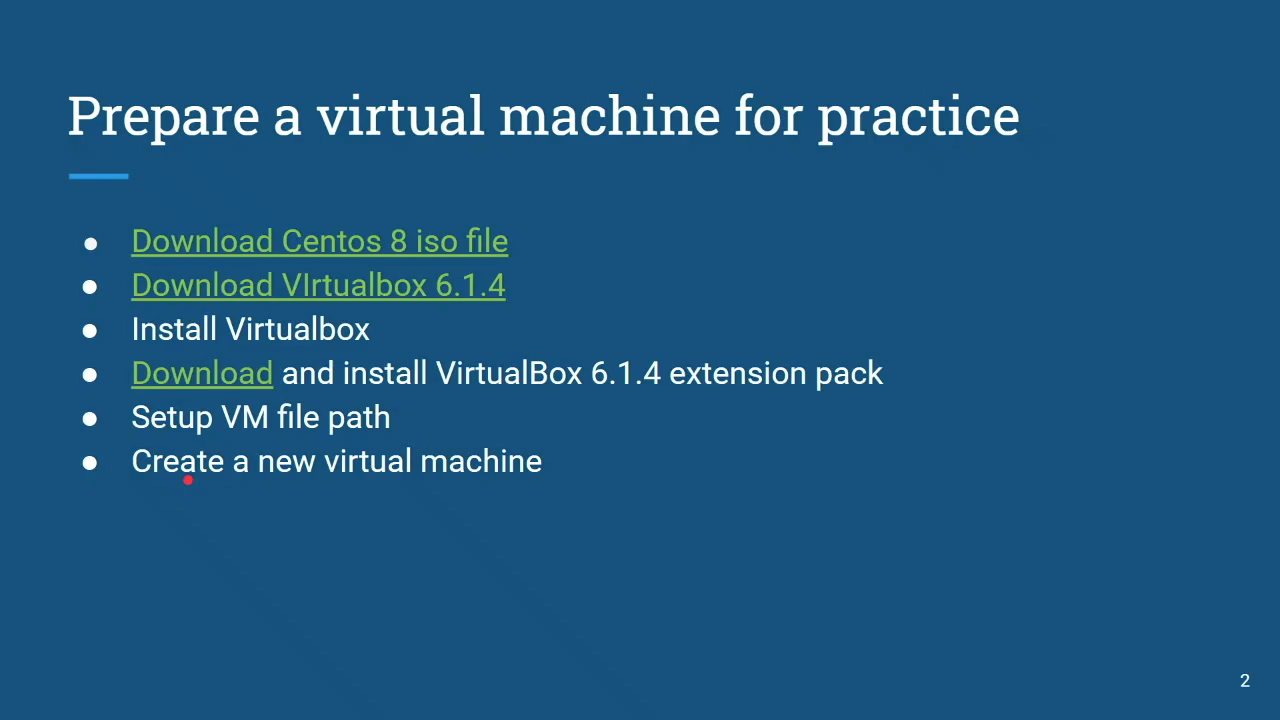 Prepare a virtual machine for practice
● Download Centos 8 iso file
● Download VIrtualbox 6.1.4
● Install Virtualbox
● Download and install VirtualBox 6.1.4 extension pack
● Setup VM file path
● Create a new virtual machine
2